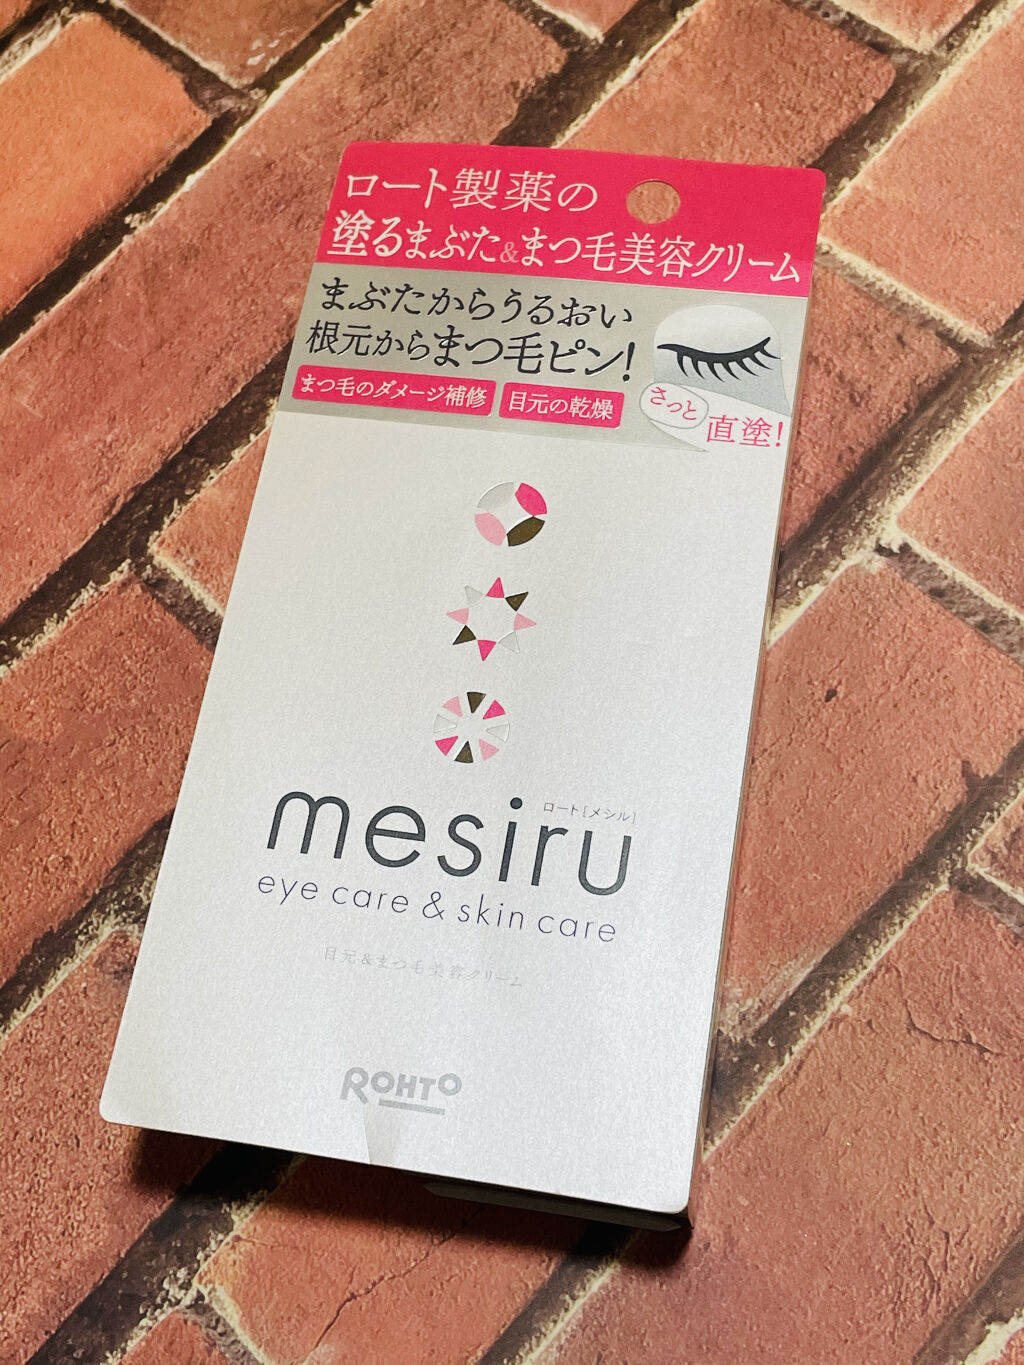 ロート製薬の
塗るまぶた&まつ毛美容クリーム
まぶたからうるおい
根元からまつ毛ピン!
まつ毛のダメージ補修
目元の乾燥
さっと
直塗!
ロート[メシル]
mesiru
eye care & skin care
目元&まつ毛美容クリーム
ROHTO